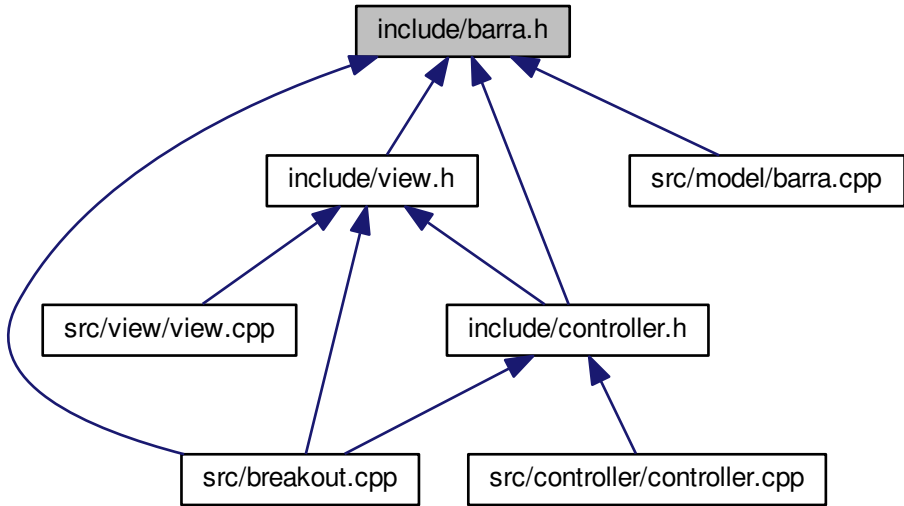 include/barra.h
include/view.h
src/model/barra.cpp
src/view/view.cpp
include/controller.h
src/breakout.cpp
src/controller/controller.cpp